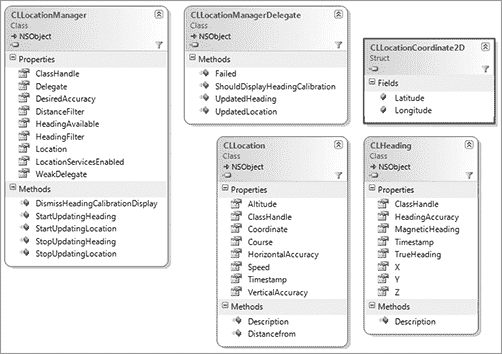 CLLocationManager
Class
NSObject
Properties
ClassHandle
Delegate
DesiredAccuracy
DistanceFilter
HeadingAvailable
HeadingFilter
Location
LocationServicesEnabled
WeakDelegate
Methods
DismissHeadingCalibrationDisplay
StartUpdatingHeading
StartUpdatingLocation
StopUpdatingHeading
StopUpdatingLocation
CLLocationManagerDelegate
Class
NSObject
Methods
Failed
ShouldDisplayHeadingCalibration
UpdatedHeading
UpdatedLocation
CLLocationCoordinate2D
Struct
Fields
Latitude
Longitude
CLLocation
Class
NSObject
Properties
Altitude
ClassHandle
Coordinate
Course
HorizontalAccuracy
Speed
Timestamp
VerticalAccuracy
Methods
Description
Distancefrom
CLHeading
Class
NSObject
Properties
ClassHandle
HeadingAccuracy
MagneticHeading
Timestamp
TrueHeading
X
Y
Z
Methods
Description